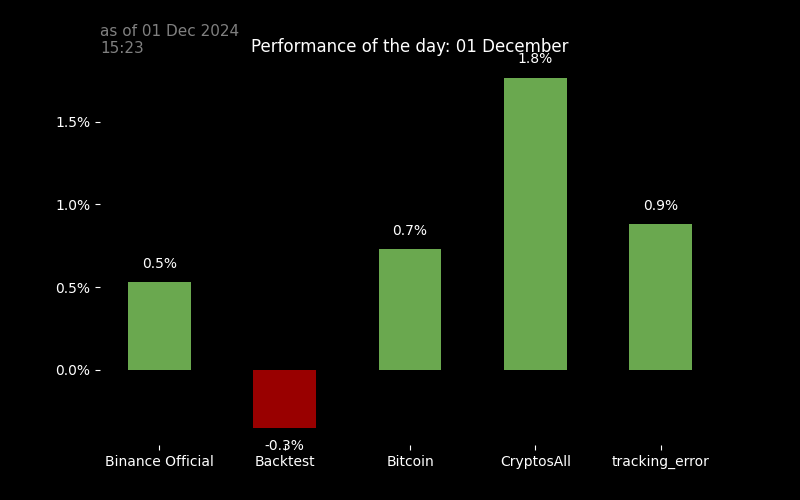 as of 01 Dec 2024
15:23
Performance of the day: 01 December
1.8%
1.5%
1.0%
0.9%
0.7%
0.5%
0.5%
0.0%
-0.3%
Binance Official
Backtest
Bitcoin
CryptosAll
tracking_error